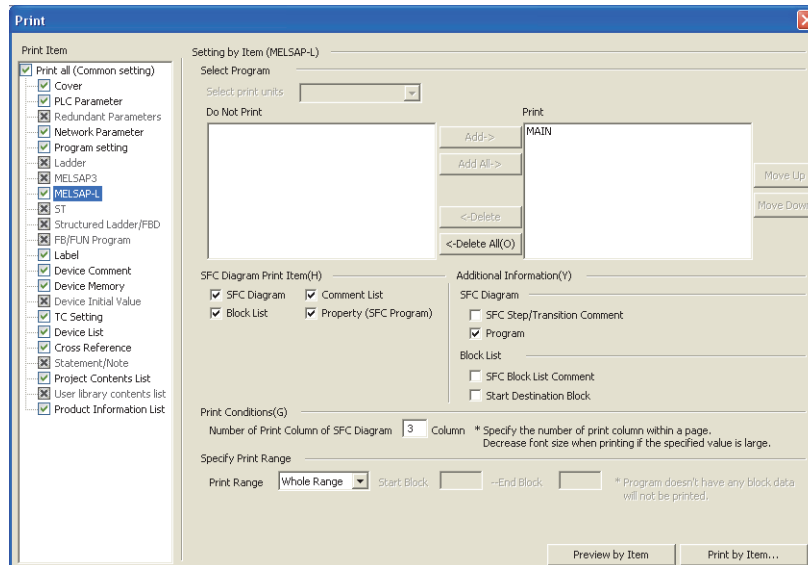 Print
Print Item
Print all (Common setting)
Cover
PLC Parameter
Redundant Parameters
Network Parameter
Program setting
Ladder
MELSAP3
MELSAP-L
ST
Structured Ladder/FBD
FB/FUN Program
Label
Device Comment
Device Memory
Device Initial Value
TC Setting
Device List
Cross Reference
Statement/Note
Project Contents List
User library contents list
Product Information List
Setting by Item (MELSAP-L)
Select Program
Select print units
Do Not Print
Print
MAIN
Add->
Add All->
<-Delete
<-Delete All(O)
Move Up
Move Down
SFC Diagram Print Item(H)
SFC Diagram Comment List
Block List Property (SFC Program)
Additional Information(Y)
SFC Diagram
SFC Step/Transition Comment
Program
Block List
SFC Block List Comment
Start Destination Block
Print Conditions(G)
Number of Print Column of SFC Diagram 3 Column * Specify the number of print column within a page.
Decrease font size when printing if the specified value is large.
Specify Print Range
Print Range Whole Range Start Block --End Block * Program doesn't have any block data
will not be printed.
Preview by Item Print by Item...